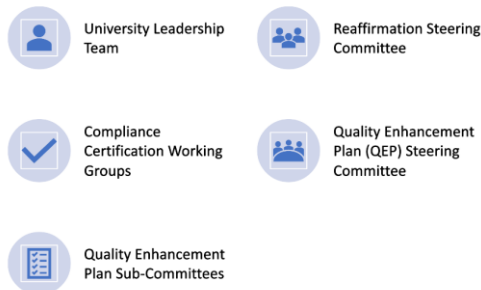 University Leadership
Team
Reaffirmation Steering
Committee
Compliance
Certification Working
Groups
Quality Enhancement
Plan (QEP) Steering
Committee
Quality Enhancement
Plan Sub-Committees